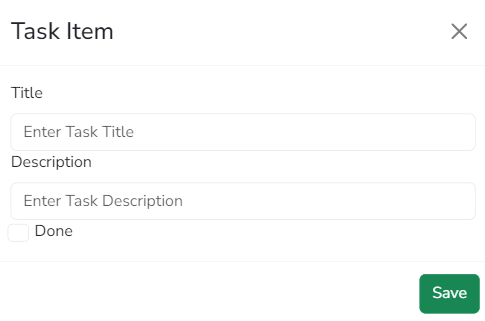 Task Item
Title
Enter Task Title
Description
Enter Task Description
Done
Save